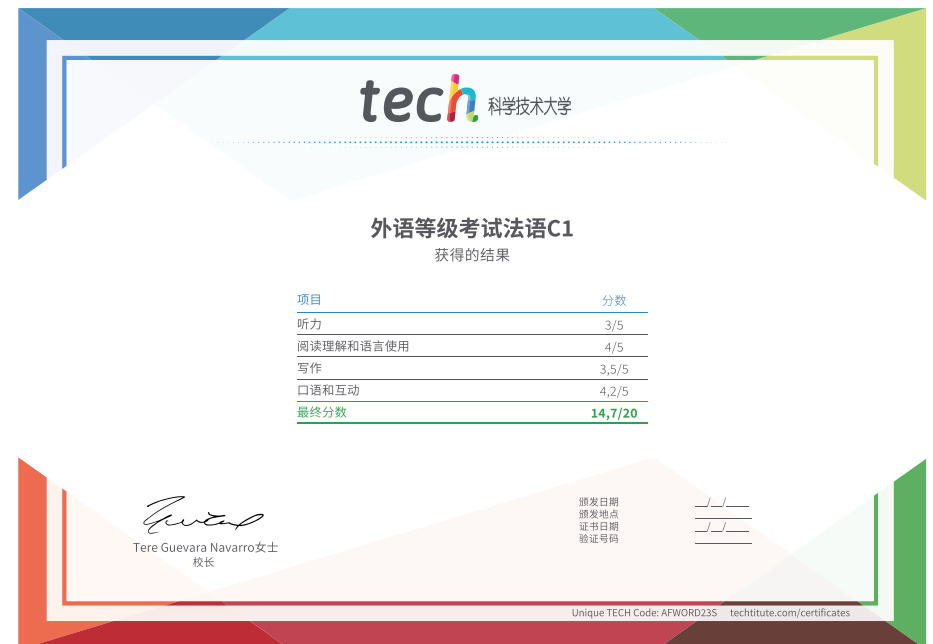 tech 科学技术大学
外语等级考试法语C1
获得的结果
项目 分数
听力 3/5
阅读理解和语言使用 4/5
写作 3,5/5
口语和互动 4,2/5
最终分数 14,7/20
颁发日期 __/__/____
颁发地点 __________
证书日期 __/__/____
验证号码 __________
Tere Guevara Navarro女士
校长
Unique TECH Code: AFWORD23S techtitute.com/certificates